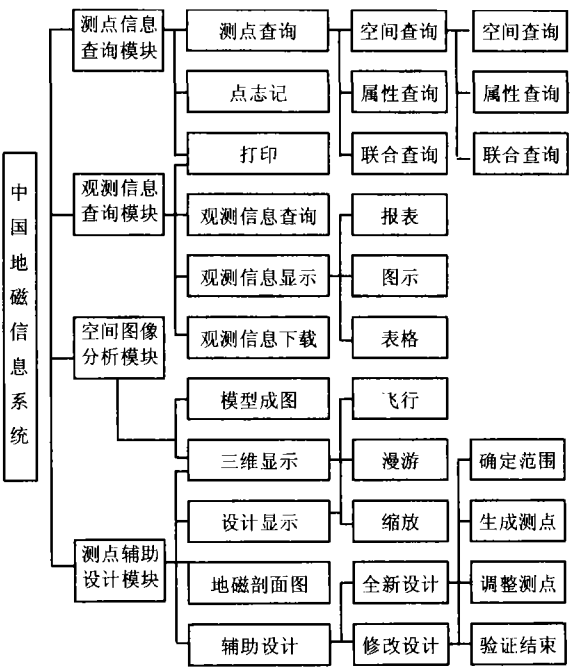 中国地磁信息系统
测点信息
查询模块
观测信息
查询模块
空间图像
分析模块
测点辅助
设计模块
测点查询
点志记
打印
观测信息查询
观测信息显示
观测信息下载
模型成图
三维显示
设计显示
地磁剖面图
辅助设计
空间查询
属性查询
联合查询
报表
图示
表格
飞行
漫游
缩放
全新设计
修改设计
空间查询
属性查询
联合查询
确定范围
生成测点
调整测点
验证结束